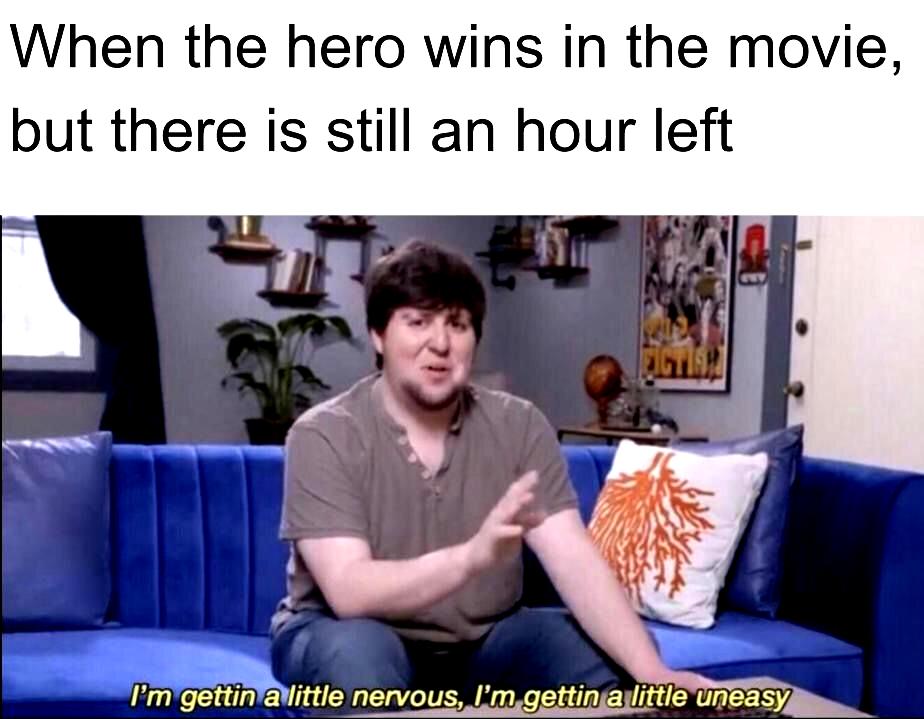 When the hero wins in the movie,
but there is still an hour left
FICTION
I'm gettin a little nervous, I'm gettin a little uneasy